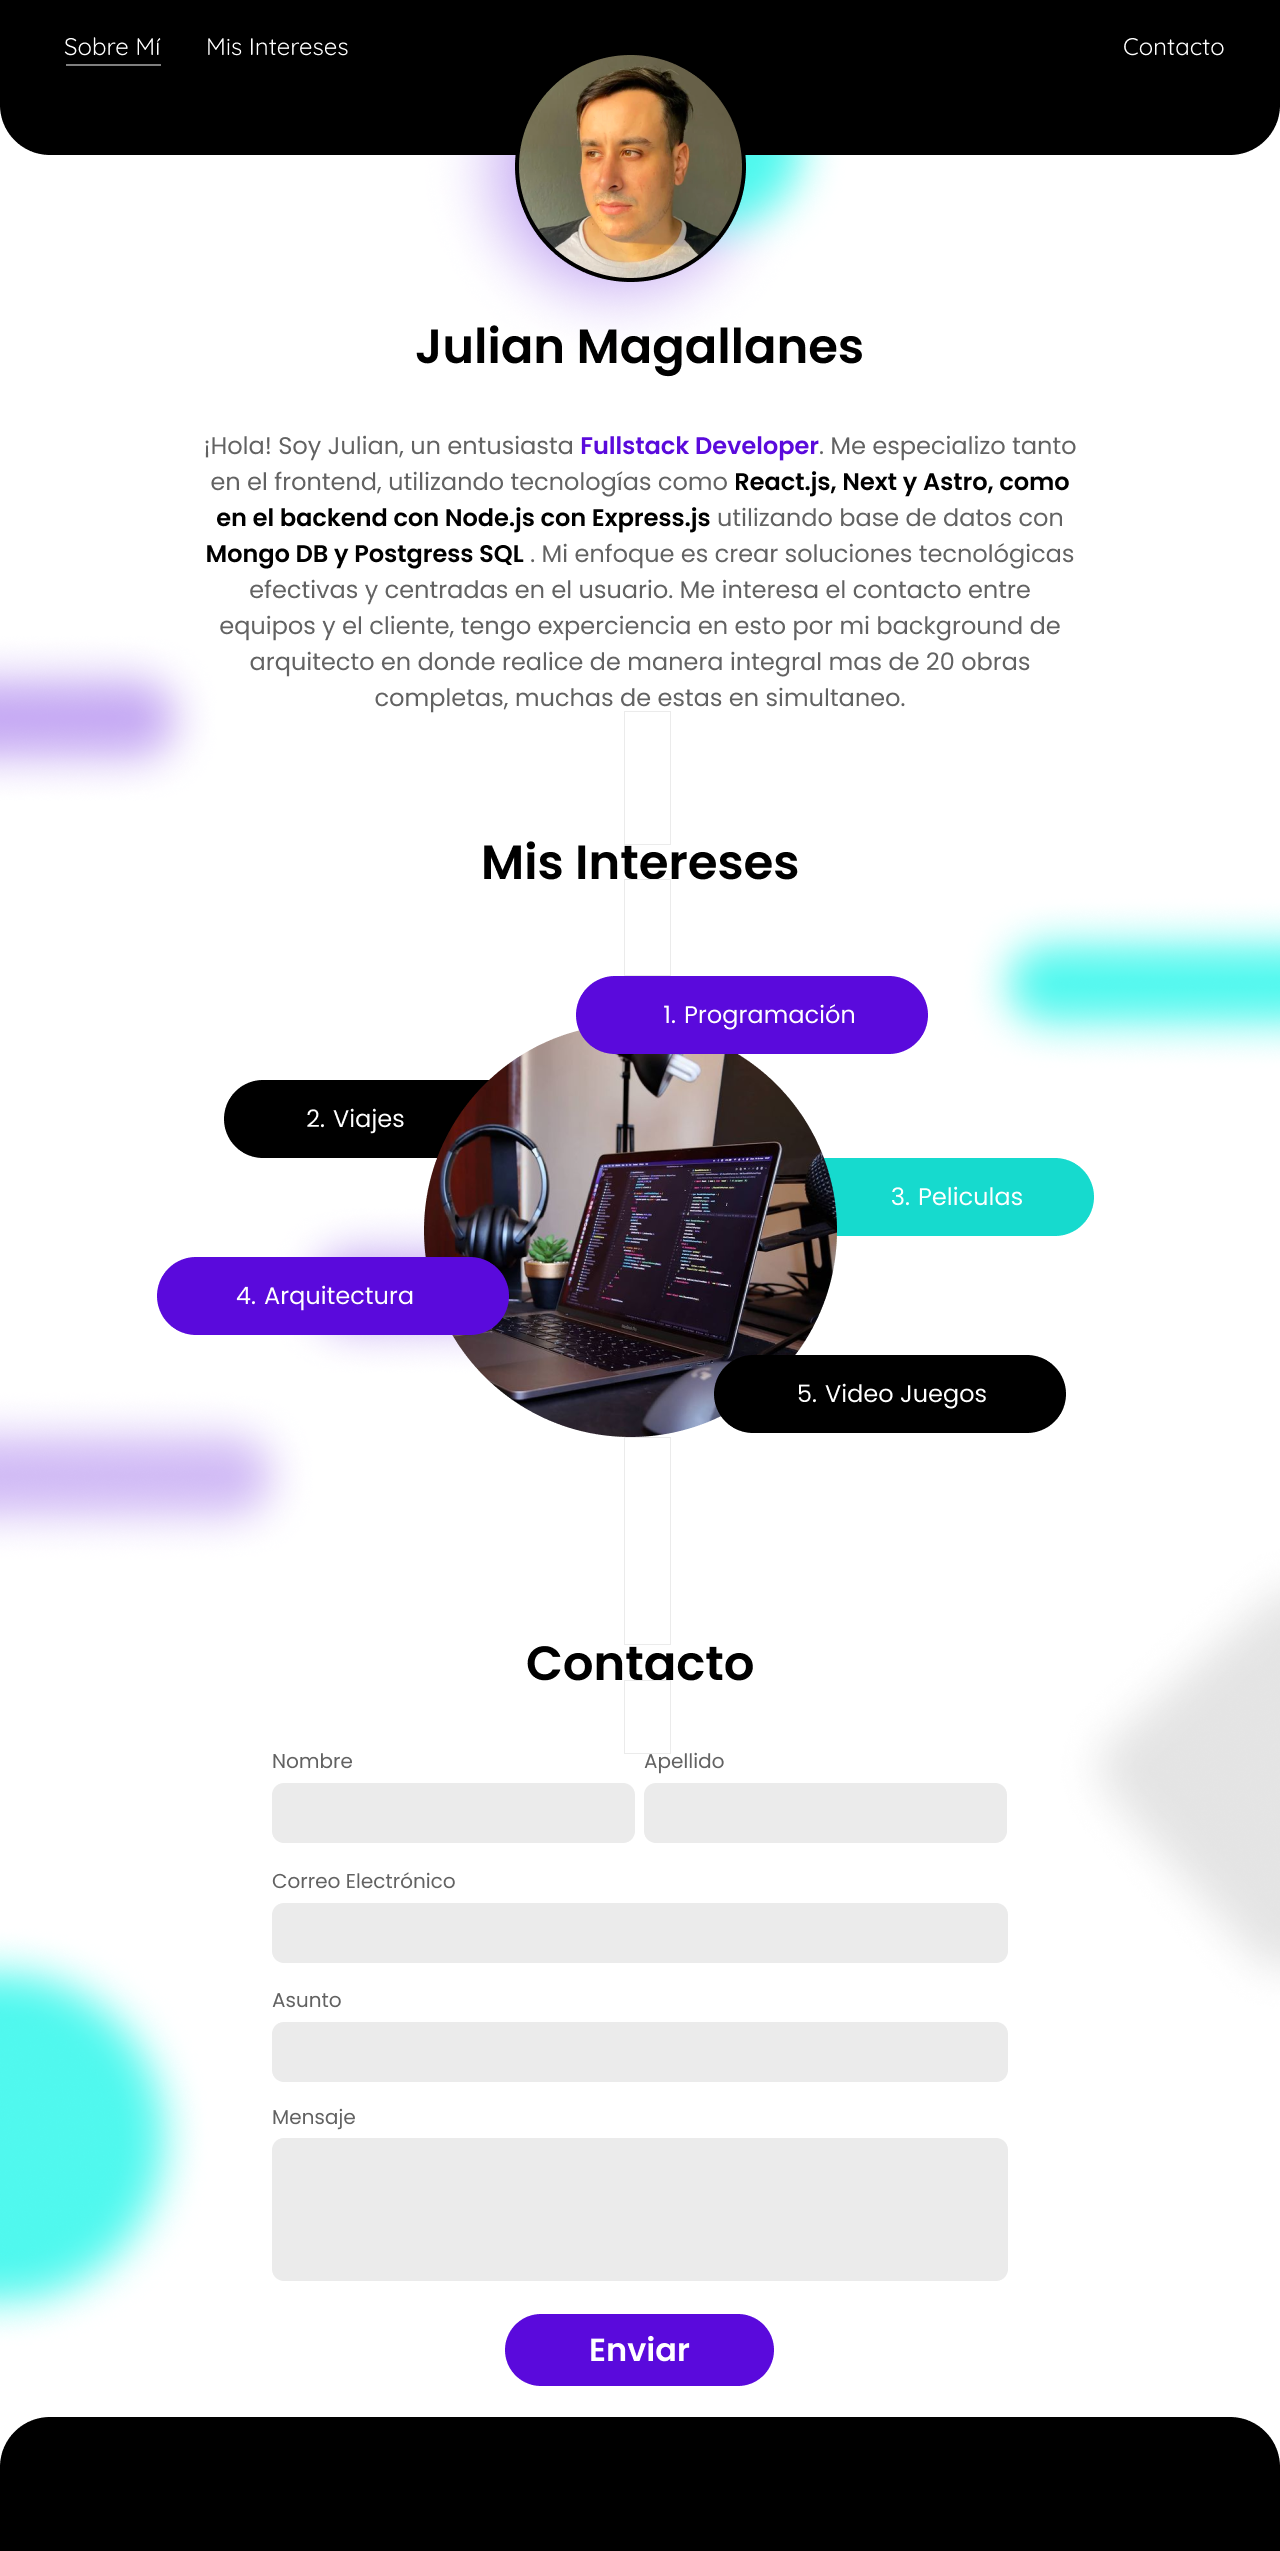 Sobre Mí
Mis Intereses
Contacto
Julian Magallanes
¡Hola! Soy Julian, un entusiasta Fullstack Developer. Me especializo tanto
en el frontend, utilizando tecnologías como React.js, Next y Astro, como
en el backend con Node.js con Express.js utilizando base de datos con
Mongo DB y Postgress SQL . Mi enfoque es crear soluciones tecnológicas
efectivas y centradas en el usuario. Me interesa el contacto entre
equipos y el cliente, tengo experciencia en esto por mi background de
arquitecto en donde realice de manera integral mas de 20 obras
completas, muchas de estas en simultaneo.
Mis Intereses
1. Programación
2. Viajes
3. Peliculas
4. Arquitectura
5. Video Juegos
Contacto
Nombre
Apellido
Correo Electrónico
Asunto
Mensaje
Enviar